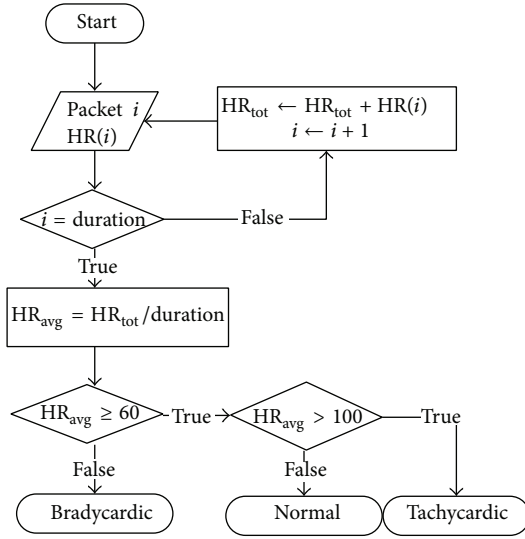 Start
Packet i
HR(i)
HR_tot ← HR_tot + HR(i)
i ← i + 1
i = duration
False
True
HR_avg = HR_tot/duration
HR_avg ≥ 60
True
HR_avg > 100
True
False
False
Bradycardic
Normal
Tachycardic